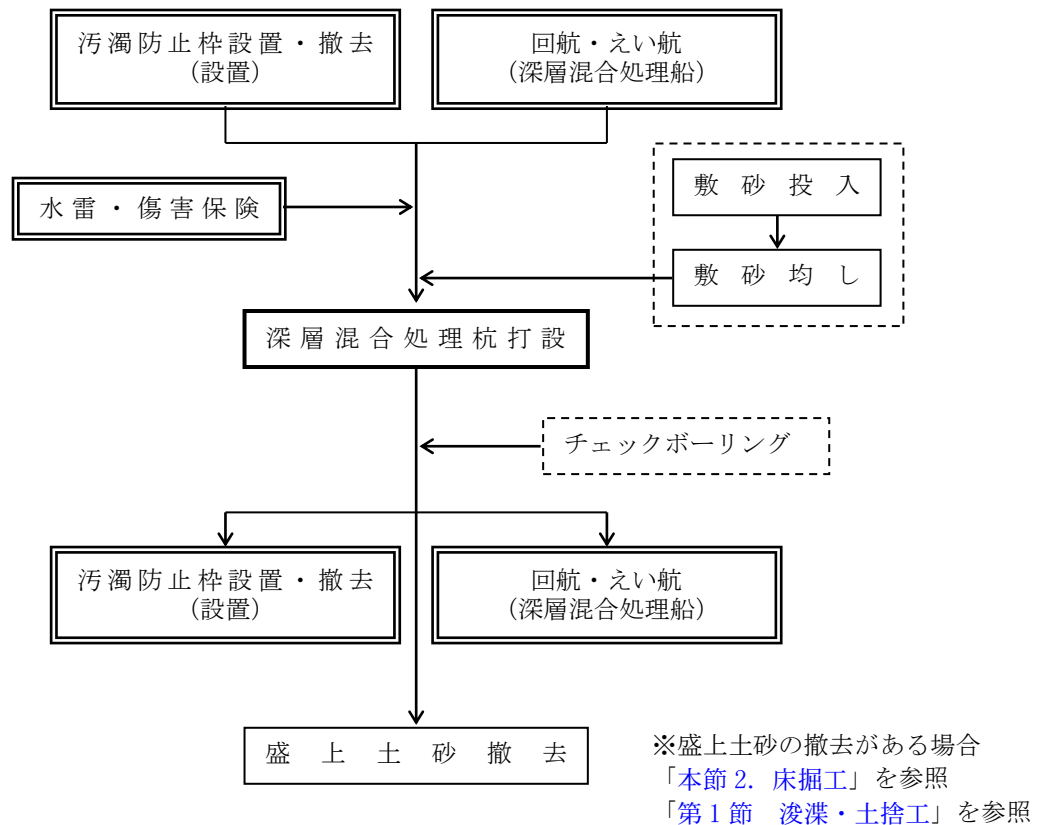 汚濁防止枠設置・撤去
(設置)
回航・えい航
(深層混合処理船)
敷砂投入
水雷・傷害保険
敷砂均し
深層混合処理杭打設
チェックボーリング
汚濁防止枠設置・撤去
(設置)
回航・えい航
(深層混合処理船)
盛上土砂撤去
※盛上土砂の撤去がある場合
「本節2．床掘工」を参照
「第1節　浚渫・土捨工」を参照